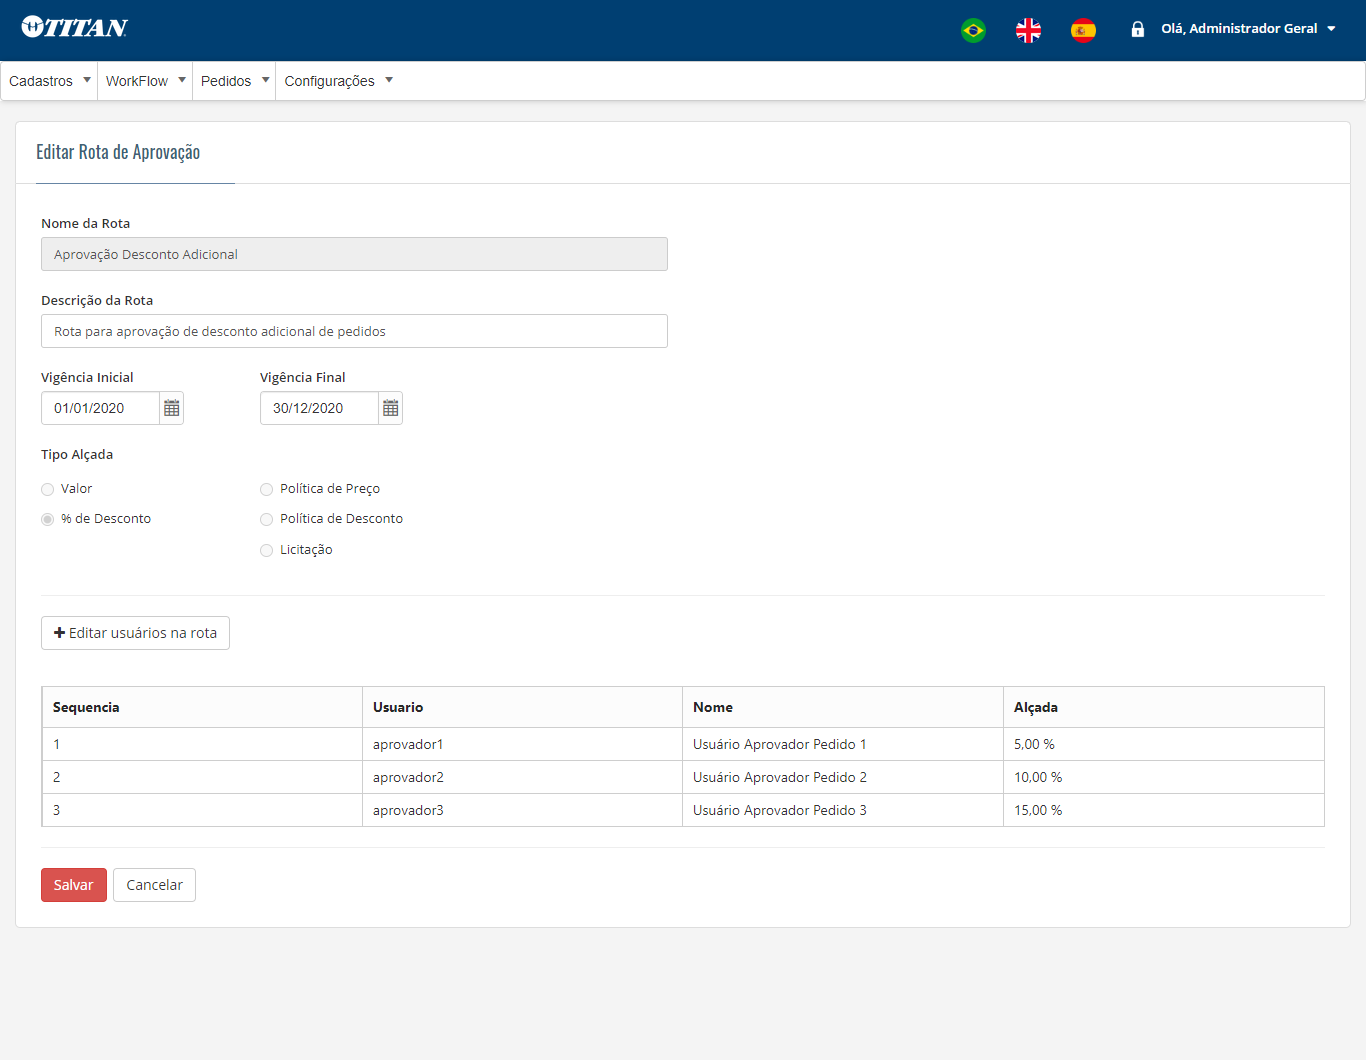 TITAN
Olá, Administrador Geral
Cadastros WorkFlow Pedidos Configurações
Editar Rota de Aprovação
Nome da Rota
Aprovação Desconto Adicional
Descrição da Rota
Rota para aprovação de desconto adicional de pedidos
Vigência Inicial Vigência Final
01/01/2020 30/12/2020
Tipo Alçada
Valor Política de Preço
% de Desconto Política de Desconto
Licitação
Editar usuários na rota
Sequencia Usuario Nome Alçada
1 aprovador1 Usuário Aprovador Pedido 1 5,00 %
2 aprovador2 Usuário Aprovador Pedido 2 10,00 %
3 aprovador3 Usuário Aprovador Pedido 3 15,00 %
Salvar Cancelar